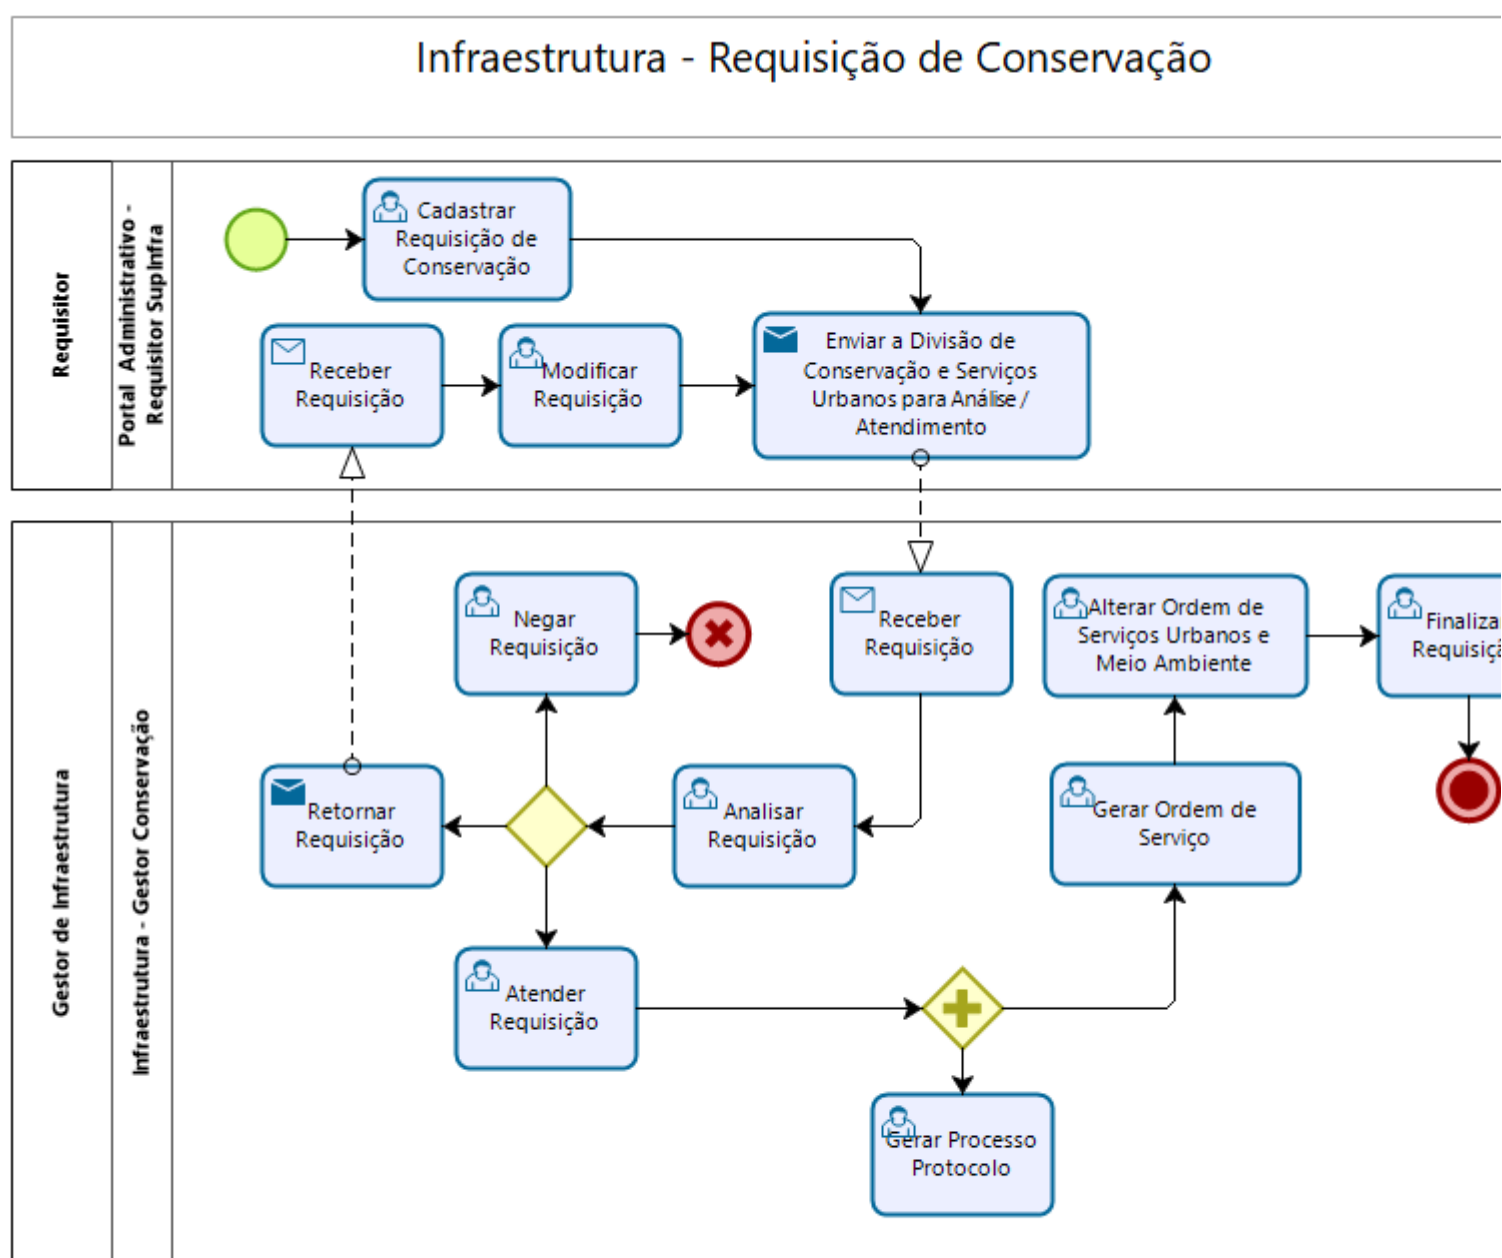 Infraestrutura - Requisição de Conservação
Requisitor
Portal Administrativo -
Requisitor SupInfra
Cadastrar
Requisição de
Conservação
Receber
Requisição
Modificar
Requisição
Enviar a Divisão de
Conservação e Serviços
Urbanos para Análise /
Atendimento
Gestor de Infraestrutura
Infraestrutura - Gestor Conservação
Negar
Requisição
Receber
Requisição
Alterar Ordem de
Serviços Urbanos e
Meio Ambiente
Retornar
Requisição
Analisar
Requisição
Gerar Ordem de
Serviço
Atender
Requisição
Gerar Processo
Protocolo